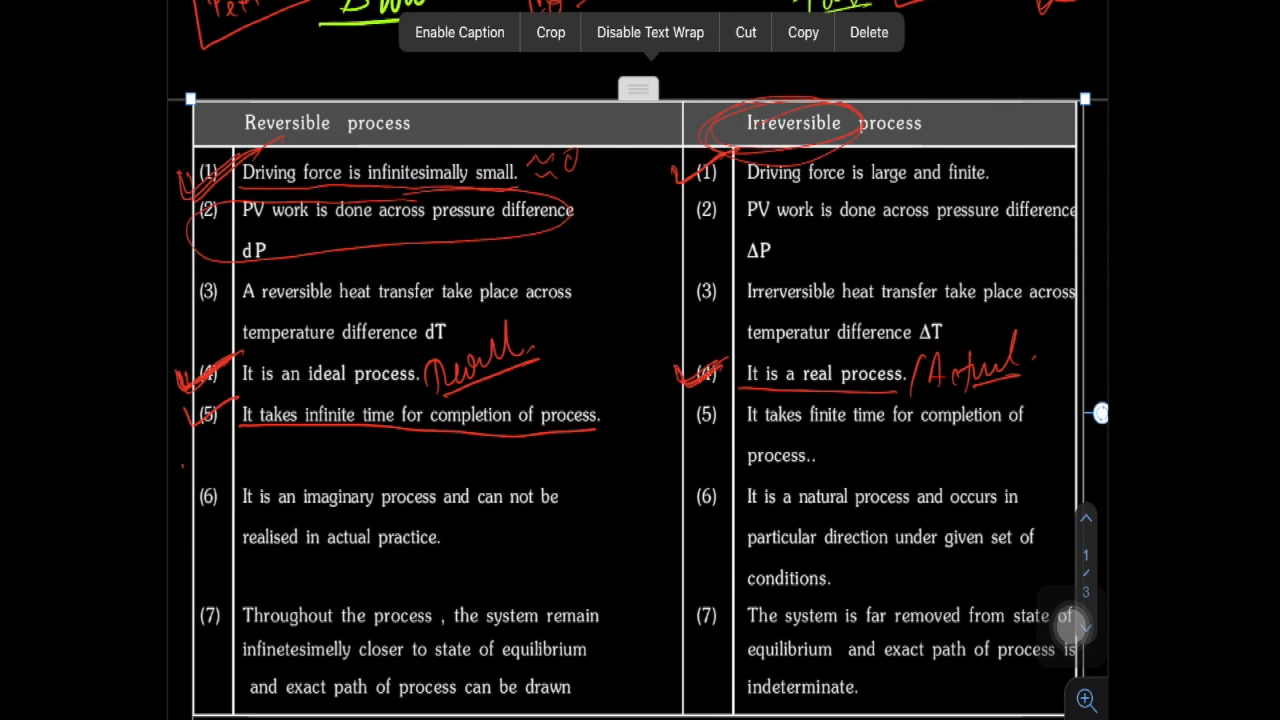 Enable Caption Crop Disable Text Wrap Cut Copy Delete
Reversible process
Irreversible process
(1) Driving force is infinitesimally small.
(2) PV work is done across pressure difference
dP
(3) A reversible heat transfer take place across
temperature difference dT
(4) It is an ideal process.
(5) It takes infinite time for completion of process.
(6) It is an imaginary process and can not be
realised in actual practice.
(7) Throughout the process , the system remain
infinetesimelly closer to state of equilibrium
and exact path of process can be drawn
(1) Driving force is large and finite.
(2) PV work is done across pressure difference
ΔP
(3) Irrerversible heat transfer take place across
temperatur difference ΔT
(4) It is a real process. /Actual.
(5) It takes finite time for completion of
process..
(6) It is a natural process and occurs in
particular direction under given set of
conditions.
(7) The system is far removed from state of
equilibrium and exact path of process is
indeterminate.
1
/
3